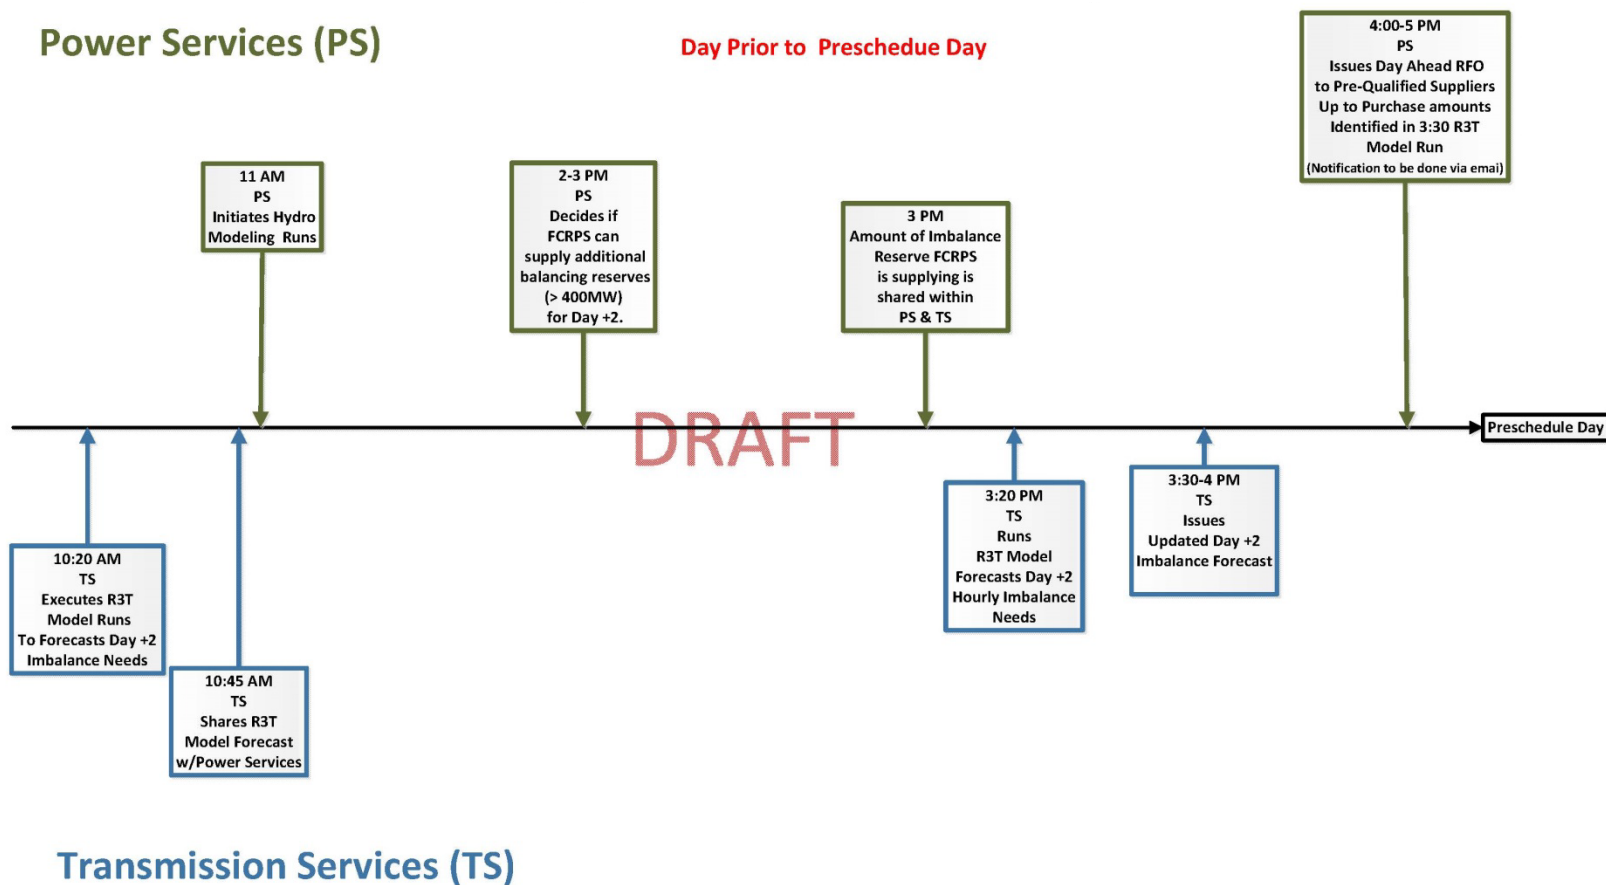 Power Services (PS)
Day Prior to Preschedue Day
4:00-5 PM
PS
Issues Day Ahead RFO
to Pre-Qualified Suppliers
Up to Purchase amounts
Identified in 3:30 R3T
Model Run
(Notification to be done via emai)
11 AM
PS
Initiates Hydro
Modeling Runs
2-3 PM
PS
Decides if
FCRPS can
supply additional
balancing reserves
(> 400MW)
for Day +2.
3 PM
Amount of Imbalance
Reserve FCRPS
is supplying is
shared within
PS & TS
DRAFT
Preschedule Day
10:20 AM
TS
Executes R3T
Model Runs
To Forecasts Day +2
Imbalance Needs
10:45 AM
TS
Shares R3T
Model Forecast
w/Power Services
3:20 PM
TS
Runs
R3T Model
Forecasts Day +2
Hourly Imbalance
Needs
3:30-4 PM
TS
Issues
Updated Day +2
Imbalance Forecast
Transmission Services (TS)